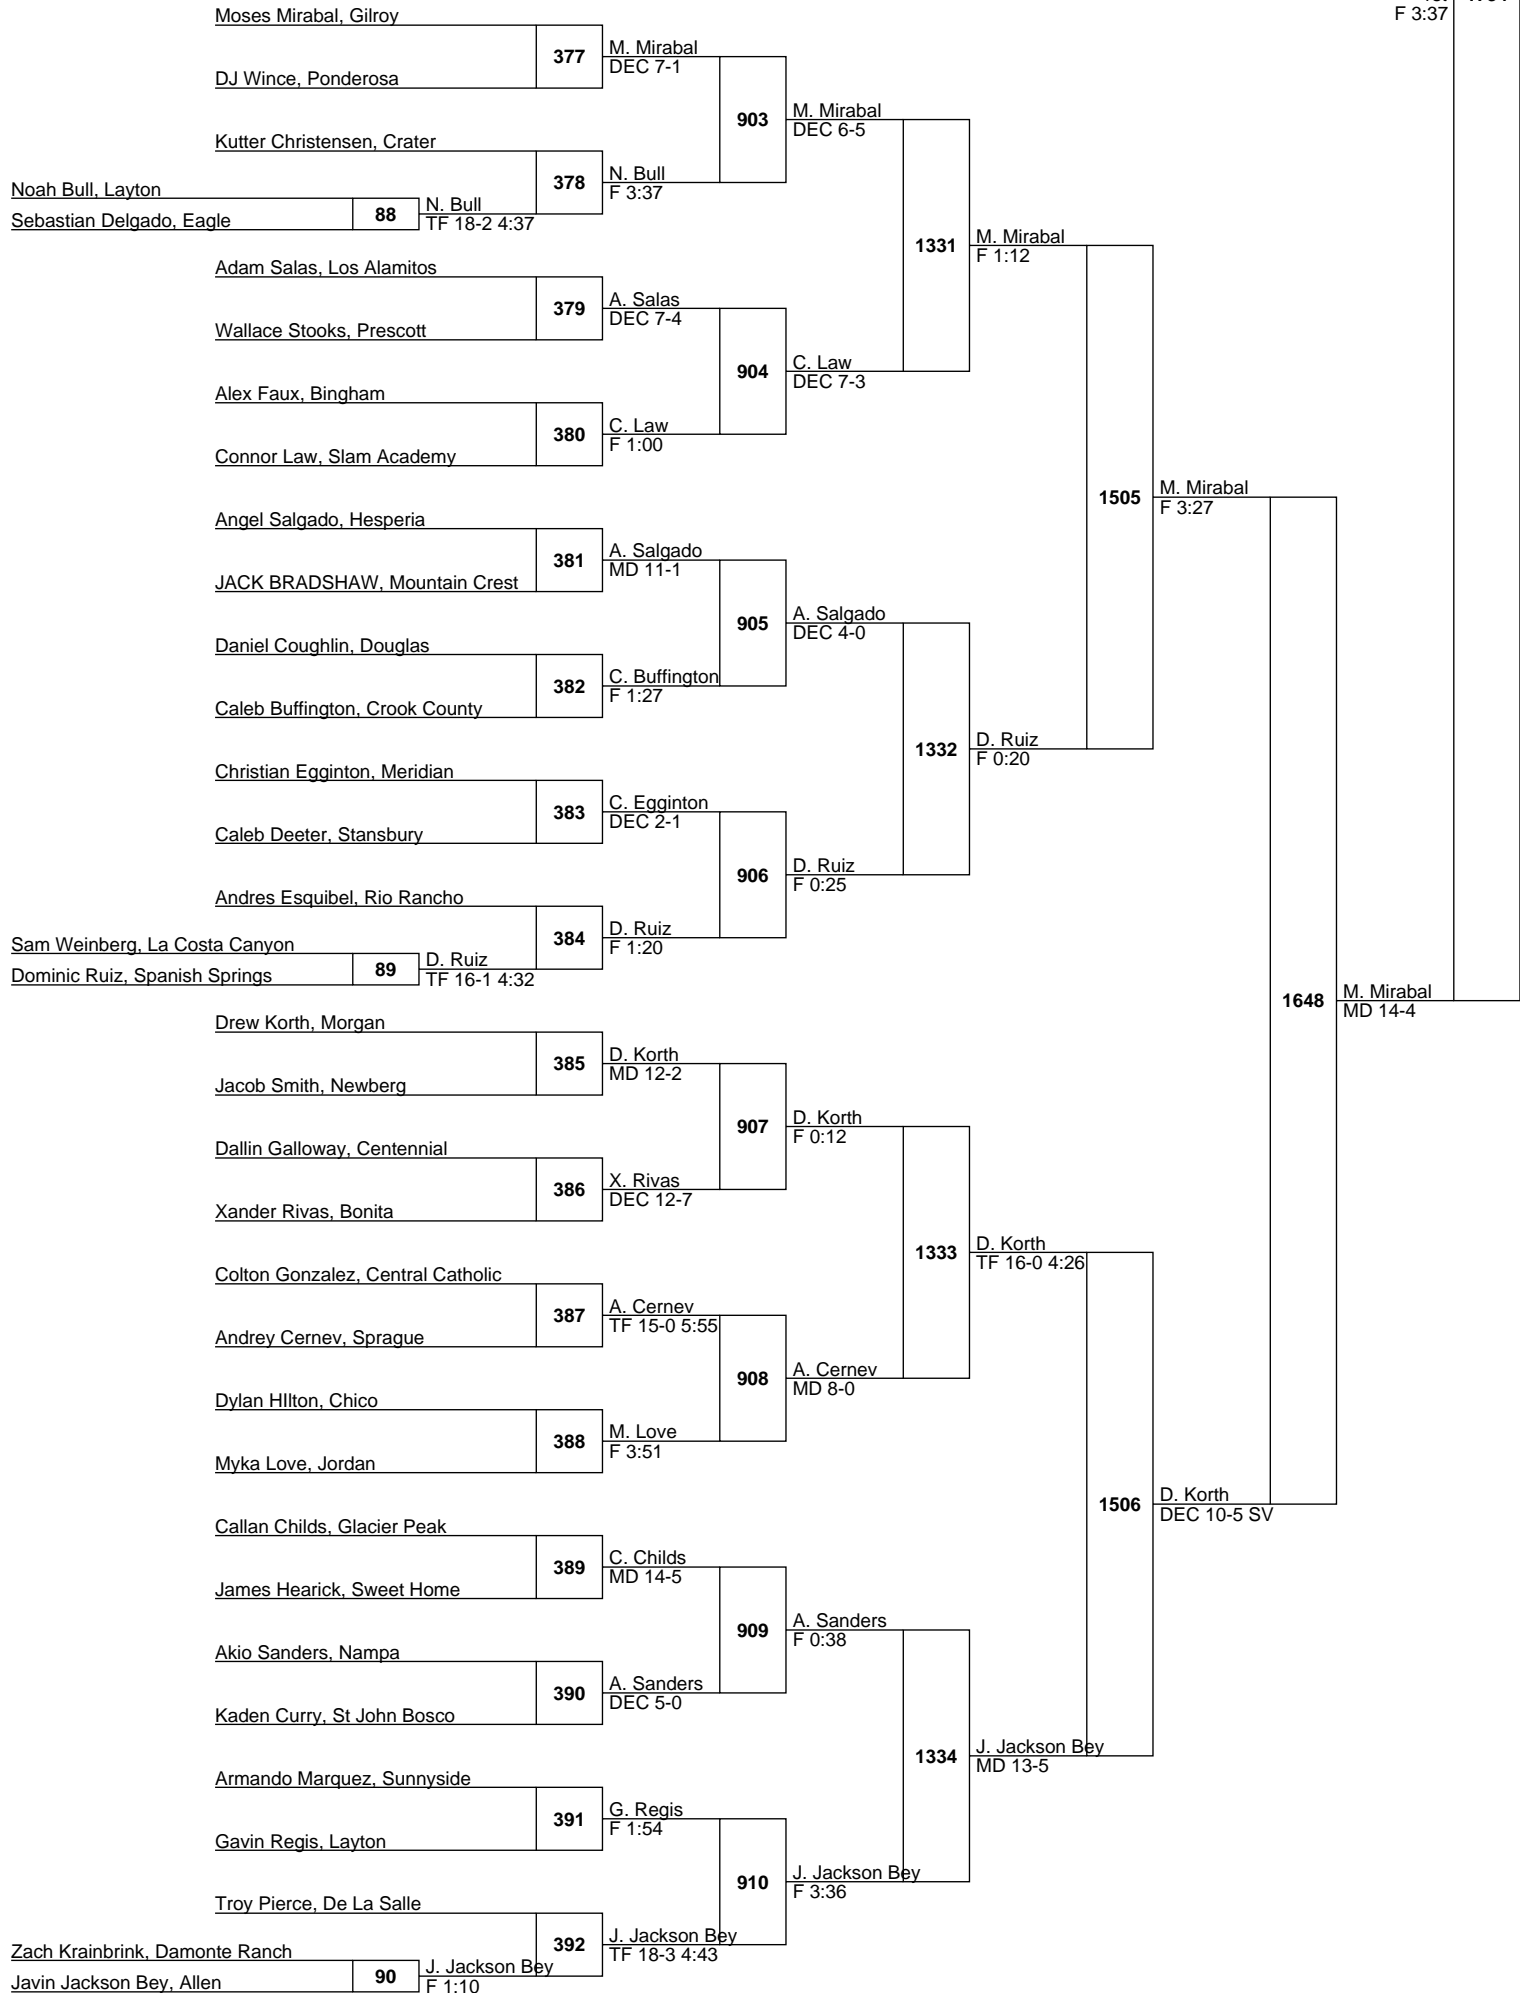 F 3:37
Moses Mirabal, Gilroy
377
M. Mirabal
DEC 7-1
DJ Wince, Ponderosa
903
M. Mirabal
DEC 6-5
Kutter Christensen, Crater
378
N. Bull
F 3:37
Noah Bull, Layton
88
N. Bull
TF 18-2 4:37
Sebastian Delgado, Eagle
1331
M. Mirabal
F 1:12
Adam Salas, Los Alamitos
379
A. Salas
DEC 7-4
Wallace Stooks, Prescott
904
C. Law
DEC 7-3
Alex Faux, Bingham
380
C. Law
F 1:00
Connor Law, Slam Academy
1505
M. Mirabal
F 3:27
Angel Salgado, Hesperia
381
A. Salgado
MD 11-1
JACK BRADSHAW, Mountain Crest
905
A. Salgado
DEC 4-0
Daniel Coughlin, Douglas
382
C. Buffington
F 1:27
Caleb Buffington, Crook County
1332
D. Ruiz
F 0:20
Christian Egginton, Meridian
383
C. Egginton
DEC 2-1
Caleb Deeter, Stansbury
906
D. Ruiz
F 0:25
Andres Esquibel, Rio Rancho
384
D. Ruiz
F 1:20
Sam Weinberg, La Costa Canyon
89
D. Ruiz
TF 16-1 4:32
Dominic Ruiz, Spanish Springs
1648
M. Mirabal
MD 14-4
Drew Korth, Morgan
385
D. Korth
MD 12-2
Jacob Smith, Newberg
907
D. Korth
F 0:12
Dallin Galloway, Centennial
386
X. Rivas
DEC 12-7
Xander Rivas, Bonita
1333
D. Korth
TF 16-0 4:26
Colton Gonzalez, Central Catholic
387
A. Cernev
TF 15-0 5:55
Andrey Cernev, Sprague
908
A. Cernev
MD 8-0
Dylan HIlton, Chico
388
M. Love
F 3:51
Myka Love, Jordan
1506
D. Korth
DEC 10-5 SV
Callan Childs, Glacier Peak
389
C. Childs
MD 14-5
James Hearick, Sweet Home
909
A. Sanders
F 0:38
Akio Sanders, Nampa
390
A. Sanders
DEC 5-0
Kaden Curry, St John Bosco
1334
J. Jackson Bey
MD 13-5
Armando Marquez, Sunnyside
391
G. Regis
F 1:54
Gavin Regis, Layton
910
J. Jackson Bey
F 3:36
Troy Pierce, De La Salle
392
J. Jackson Bey
TF 18-3 4:43
Zach Krainbrink, Damonte Ranch
90
J. Jackson Bey
F 1:10
Javin Jackson Bey, Allen